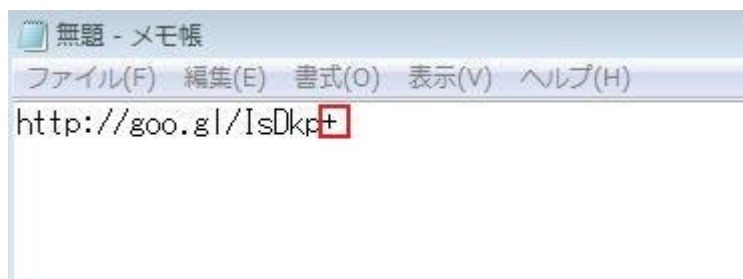 無題 - メモ帳
ファイル(F) 編集(E) 書式(O) 表示(V) ヘルプ(H)
http://goo.gl/IsDkp+